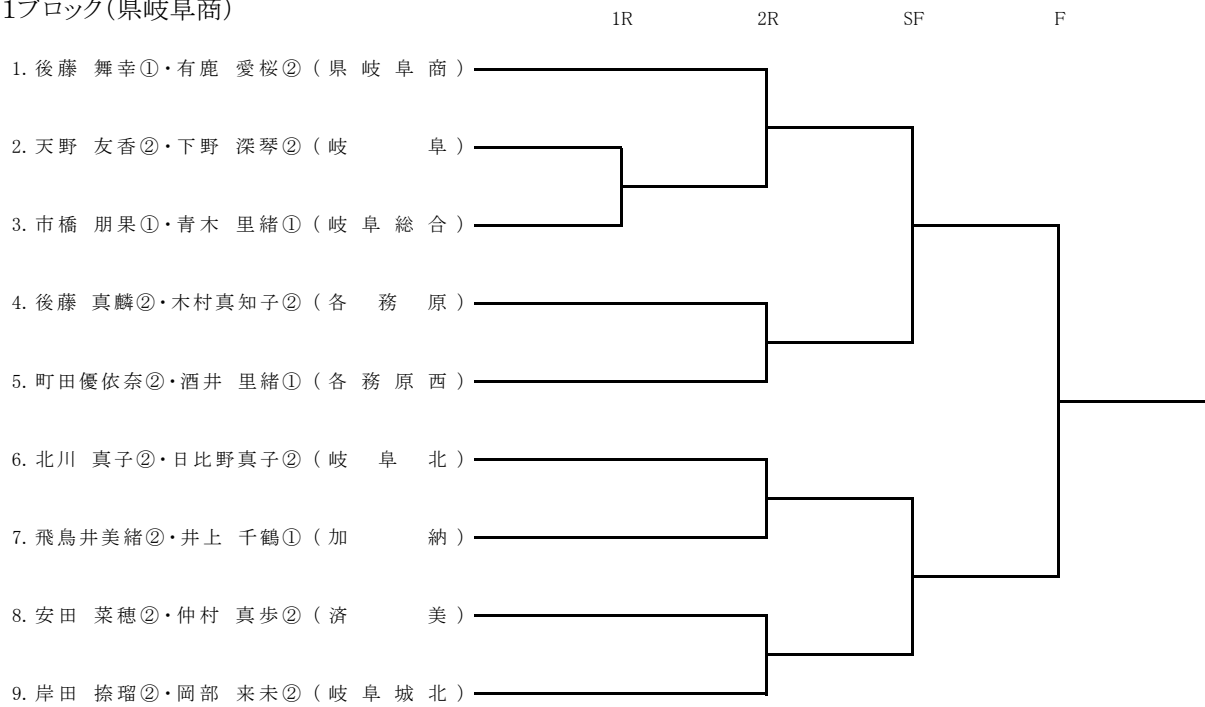 1ブロック(県岐阜商)
1R 2R SF F
1. 後藤 舞幸①・有鹿 愛桜② ( 県 岐 阜 商 )
2. 天野 友香②・下野 深琴② ( 岐 阜 )
3. 市橋 朋果①・青木 里緒① ( 岐 阜 総 合 )
4. 後藤 真麟②・木村真知子② ( 各 務 原 )
5. 町田優依奈②・酒井 里緒① ( 各 務 原 西 )
6. 北川 真子②・日比野真子② ( 岐 阜 北 )
7. 飛鳥井美緒②・井上 千鶴① ( 加 納 )
8. 安田 菜穂②・仲村 真歩② ( 済 美 )
9. 岸田 捺瑠②・岡部 来未② ( 岐 阜 城 北 )